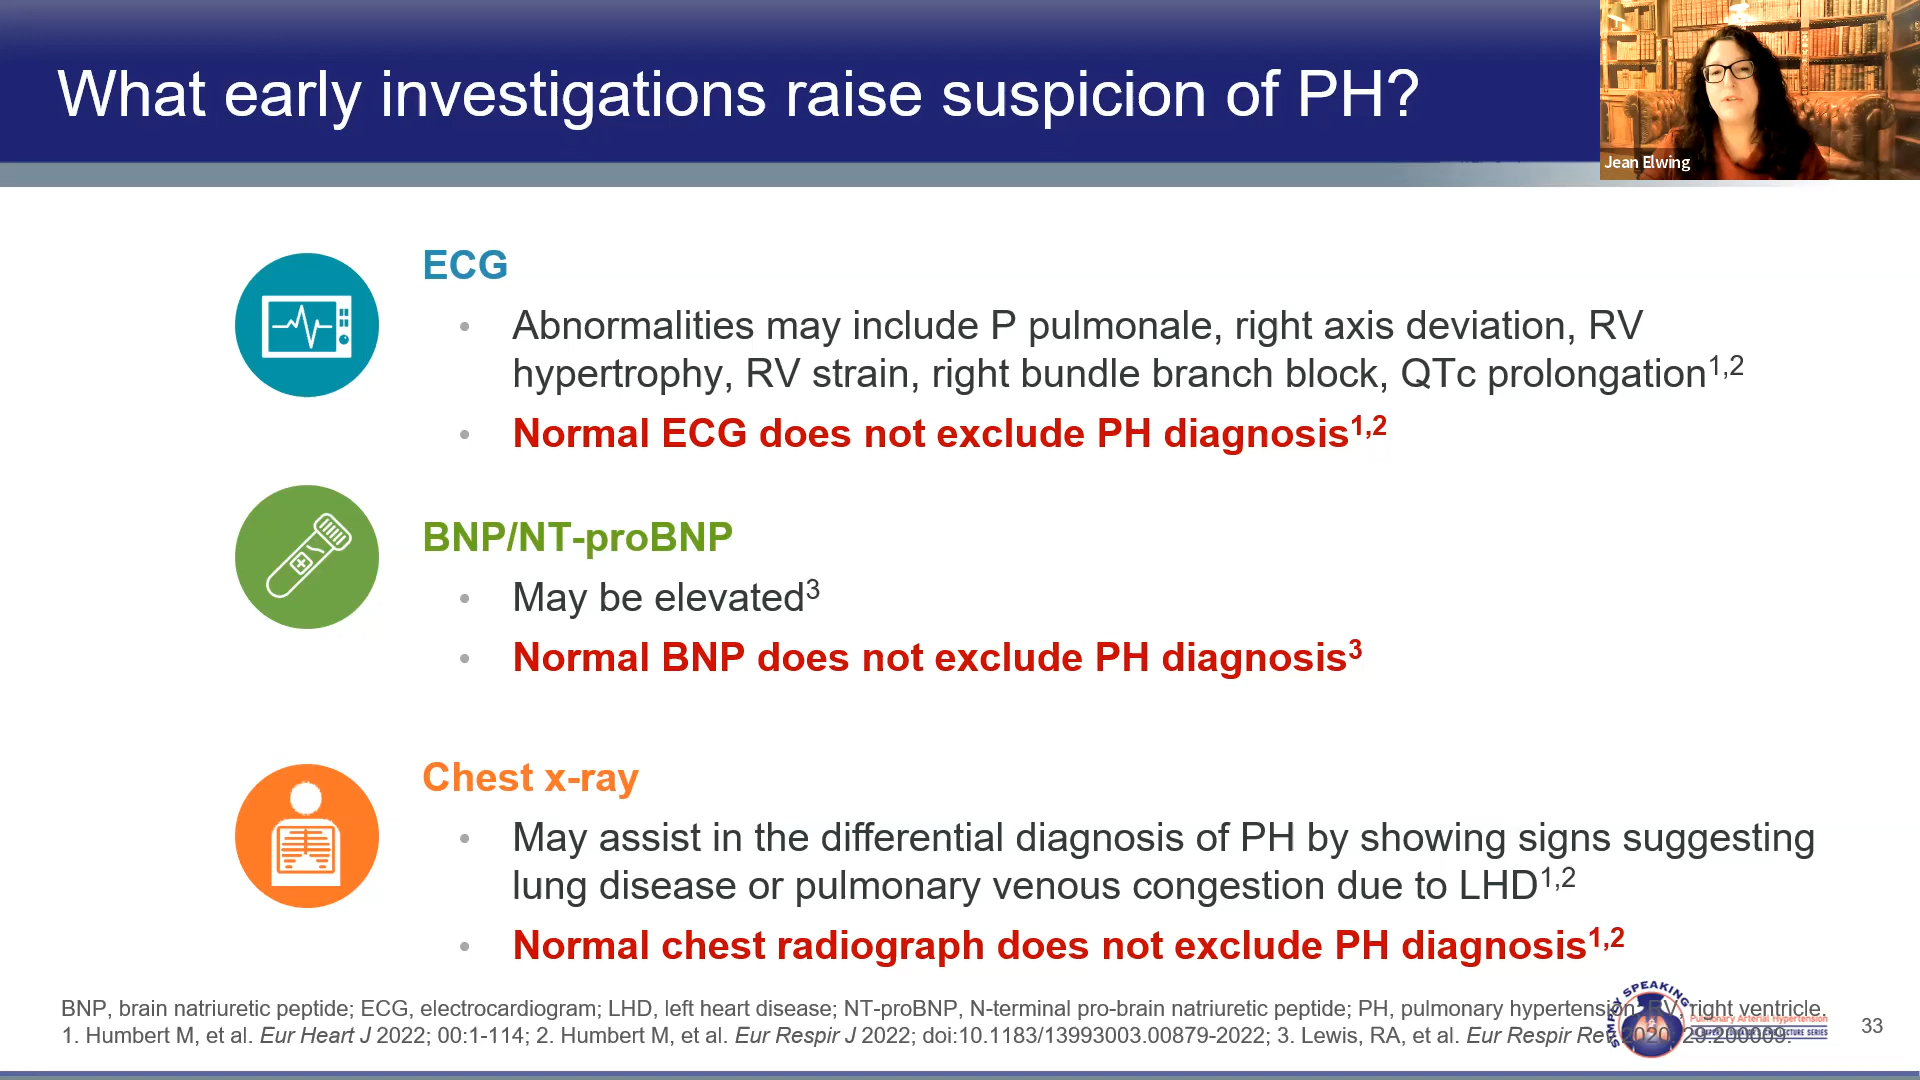 What early investigations raise suspicion of PH?
Jean Elwing
ECG
• Abnormalities may include P pulmonale, right axis deviation, RV
hypertrophy, RV strain, right bundle branch block, QTc prolongation1,2
• Normal ECG does not exclude PH diagnosis1,2
BNP/NT-proBNP
• May be elevated3
• Normal BNP does not exclude PH diagnosis3
Chest x-ray
• May assist in the differential diagnosis of PH by showing signs suggesting
lung disease or pulmonary venous congestion due to LHD1,2
• Normal chest radiograph does not exclude PH diagnosis1,2
BNP, brain natriuretic peptide; ECG, electrocardiogram; LHD, left heart disease; NT-proBNP, N-terminal pro-brain natriuretic peptide; PH, pulmonary hypertension; RV, right ventricle.
1. Humbert M, et al. Eur Heart J 2022; 00:1-114; 2. Humbert M, et al. Eur Respir J 2022; doi:10.1183/13993003.00879-2022; 3. Lewis, RA, et al. Eur Respir Rev 2020; 29:200009.
SIMPLY SPEAKING
Pulmonary Arterial Hypertension
LECTURE SERIES
33